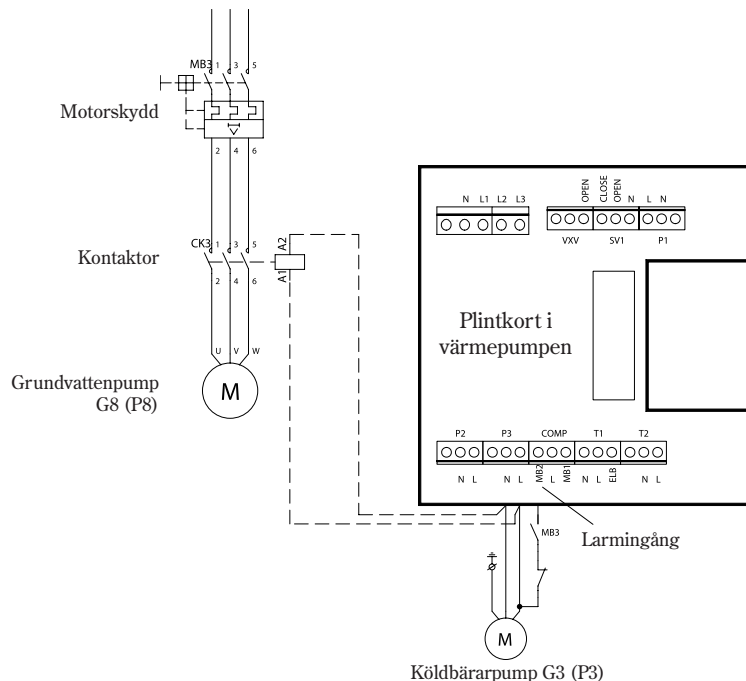 MB3 1 3 5
Motorskydd
2 4 6
CK3 1 3 5 A2
Kontaktor
2 4 6 A1
U V W
M
Grundvattenpump
G8 (P8)
OPEN CLOSE OPEN
N L1 L2 L3 N L N
VXV SV1 P1
Plintkort i
värmepumpen
P2 P3 COMP T1 T2
N L N L MB2 L MB1 N L ELB N L
MB3
Larmingång
M
Köldbärarpump G3 (P3)